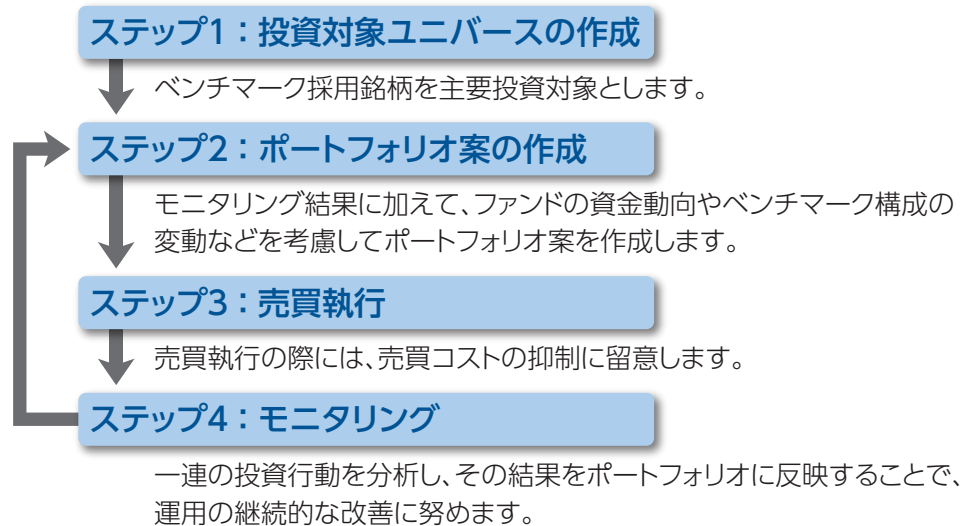 ステップ1：投資対象ユニバースの作成
ベンチマーク採用銘柄を主要投資対象とします。
ステップ2：ポートフォリオ案の作成
モニタリング結果に加えて、ファンドの資金動向やベンチマーク構成の
変動などを考慮してポートフォリオ案を作成します。
ステップ3：売買執行
売買執行の際には、売買コストの抑制に留意します。
ステップ4：モニタリング
一連の投資行動を分析し、その結果をポートフォリオに反映することで、
運用の継続的な改善に努めます。